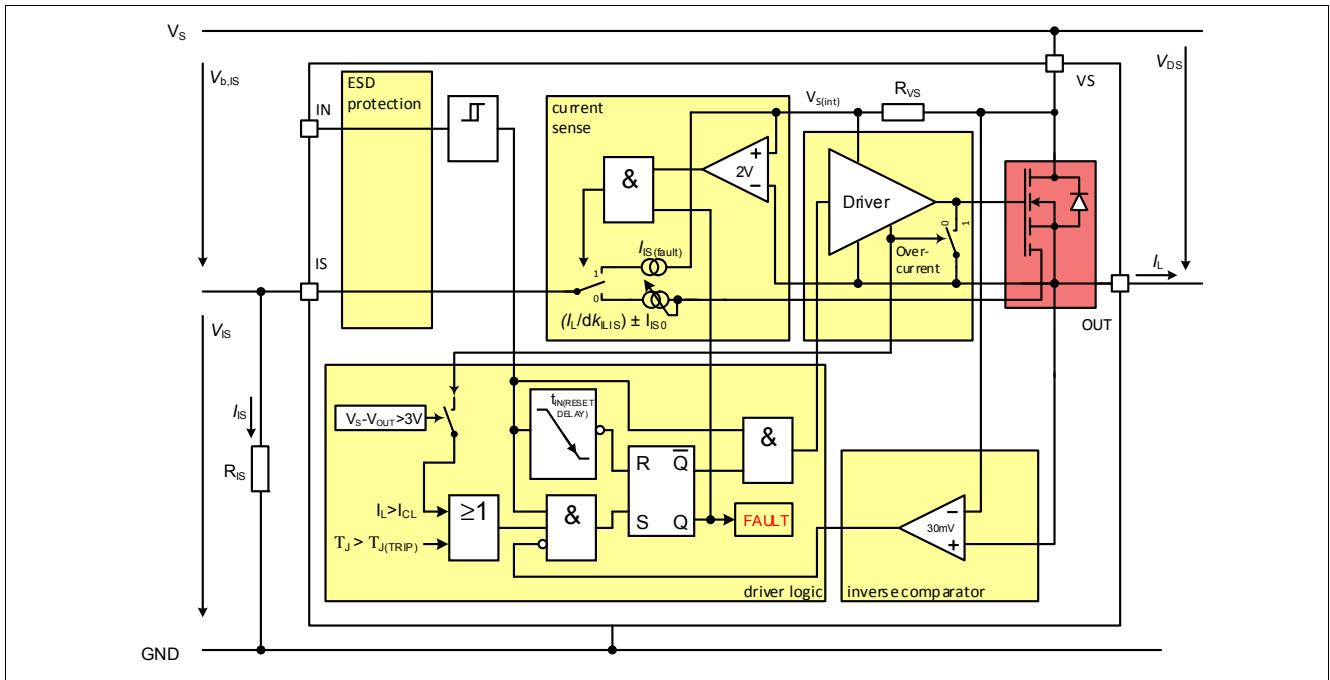 VS
Vb,IS
VDS
ESD
protection
IN
current
sense
VS(int)
RVS
VS
&
+
2V
−
Driver
0
1
Over-
current
IIS(fault)
1
0
(IL/dkILIS) ± IIS0
IS
IL
OUT
VIS
IIS
RIS
VS-VOUT>3V
tIN(RESET
DELAY)
&
R
Q
S
Q
IL>ICL
≥1
&
TJ > TJ(TRIP)
FAULT
−
30mV
+
driver logic
inverse comparator
GND